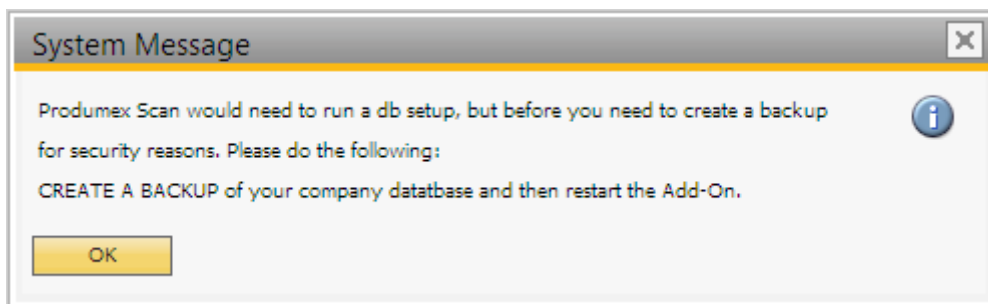 System Message
Produmex Scan would need to run a db setup, but before you need to create a backup
for security reasons. Please do the following:
CREATE A BACKUP of your company datatbase and then restart the Add-On.
OK